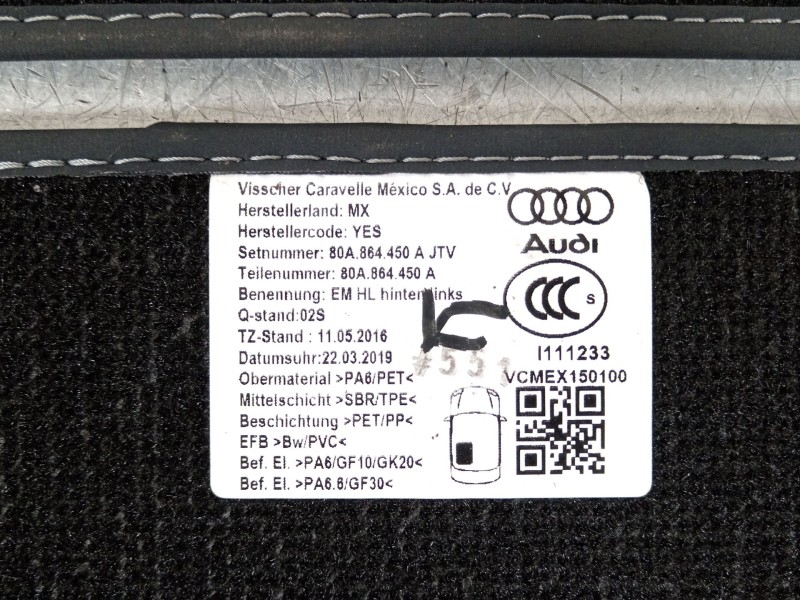 Visscher Caravelle México S.A. de C.V
Herstellerland: MX
Herstellercode: YES
Setnummer: 80A.864.450 A JTV
Teilenummer: 80A.864.450 A
Benennung: EM HL hinten links
Q-stand:02S
TZ-Stand : 11.05.2016
Datumsuhr:22.03.2019
Obermaterial >PA6/PET<
Mittelschicht >SBR/TPE<
Beschichtung >PET/PP<
EFB >Bw/PVC<
Bef. El. >PA6/GF10/GK20<
Bef. El. >PA6.6/GF30<
Audi
CCC S
I111233
VCMEX150100